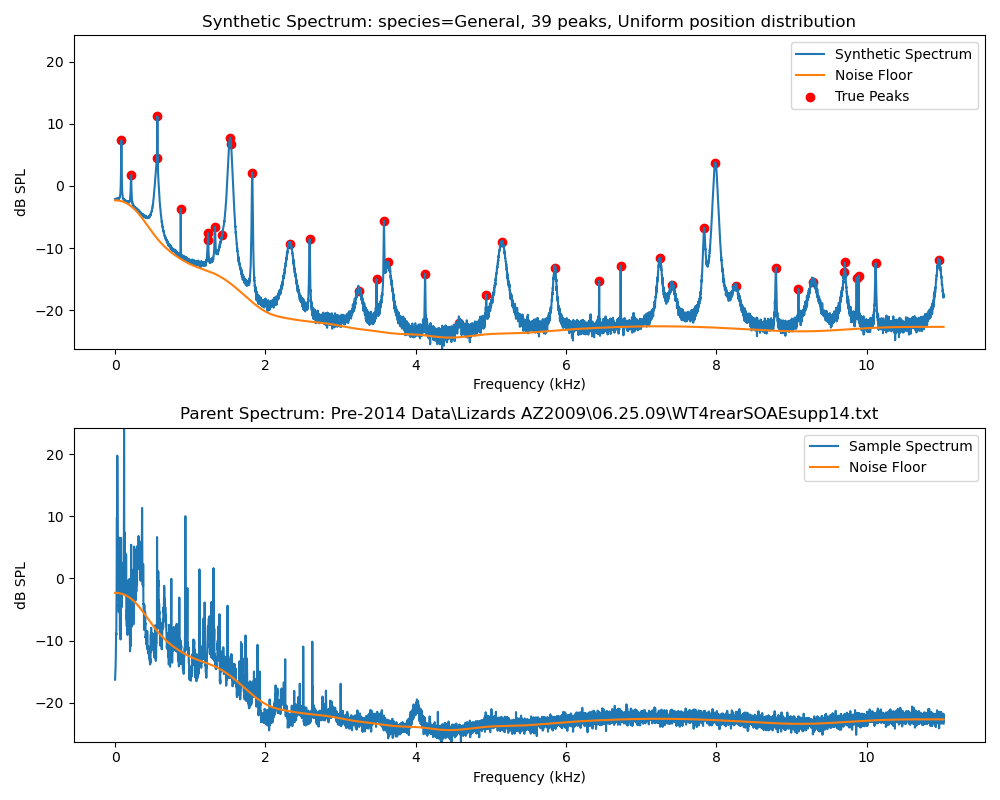 Synthetic Spectrum: species=General, 39 peaks, Uniform position distribution
20
10
0
−10
−20
dB SPL
Synthetic Spectrum
Noise Floor
True Peaks
0 2 4 6 8 10
Frequency (kHz)
Parent Spectrum: Pre-2014 Data\Lizards AZ2009\06.25.09\WT4rearSOAEsupp14.txt
20
10
0
−10
−20
dB SPL
Sample Spectrum
Noise Floor
0 2 4 6 8 10
Frequency (kHz)